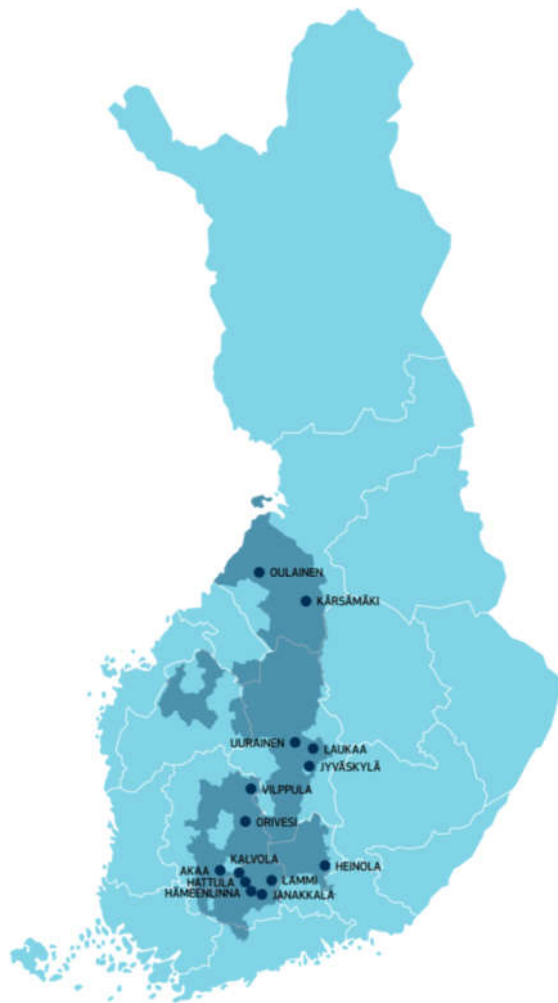 OULAINEN
KÄRSÄMÄKI
UURAINEN
LAUKAA
JYVÄSKYLÄ
VILPPULA
ORIVESI
KALVOLA
HEINOLA
AKAA
HATTULA
LAMMI
HÄMEENLINNA
JANAKKALA